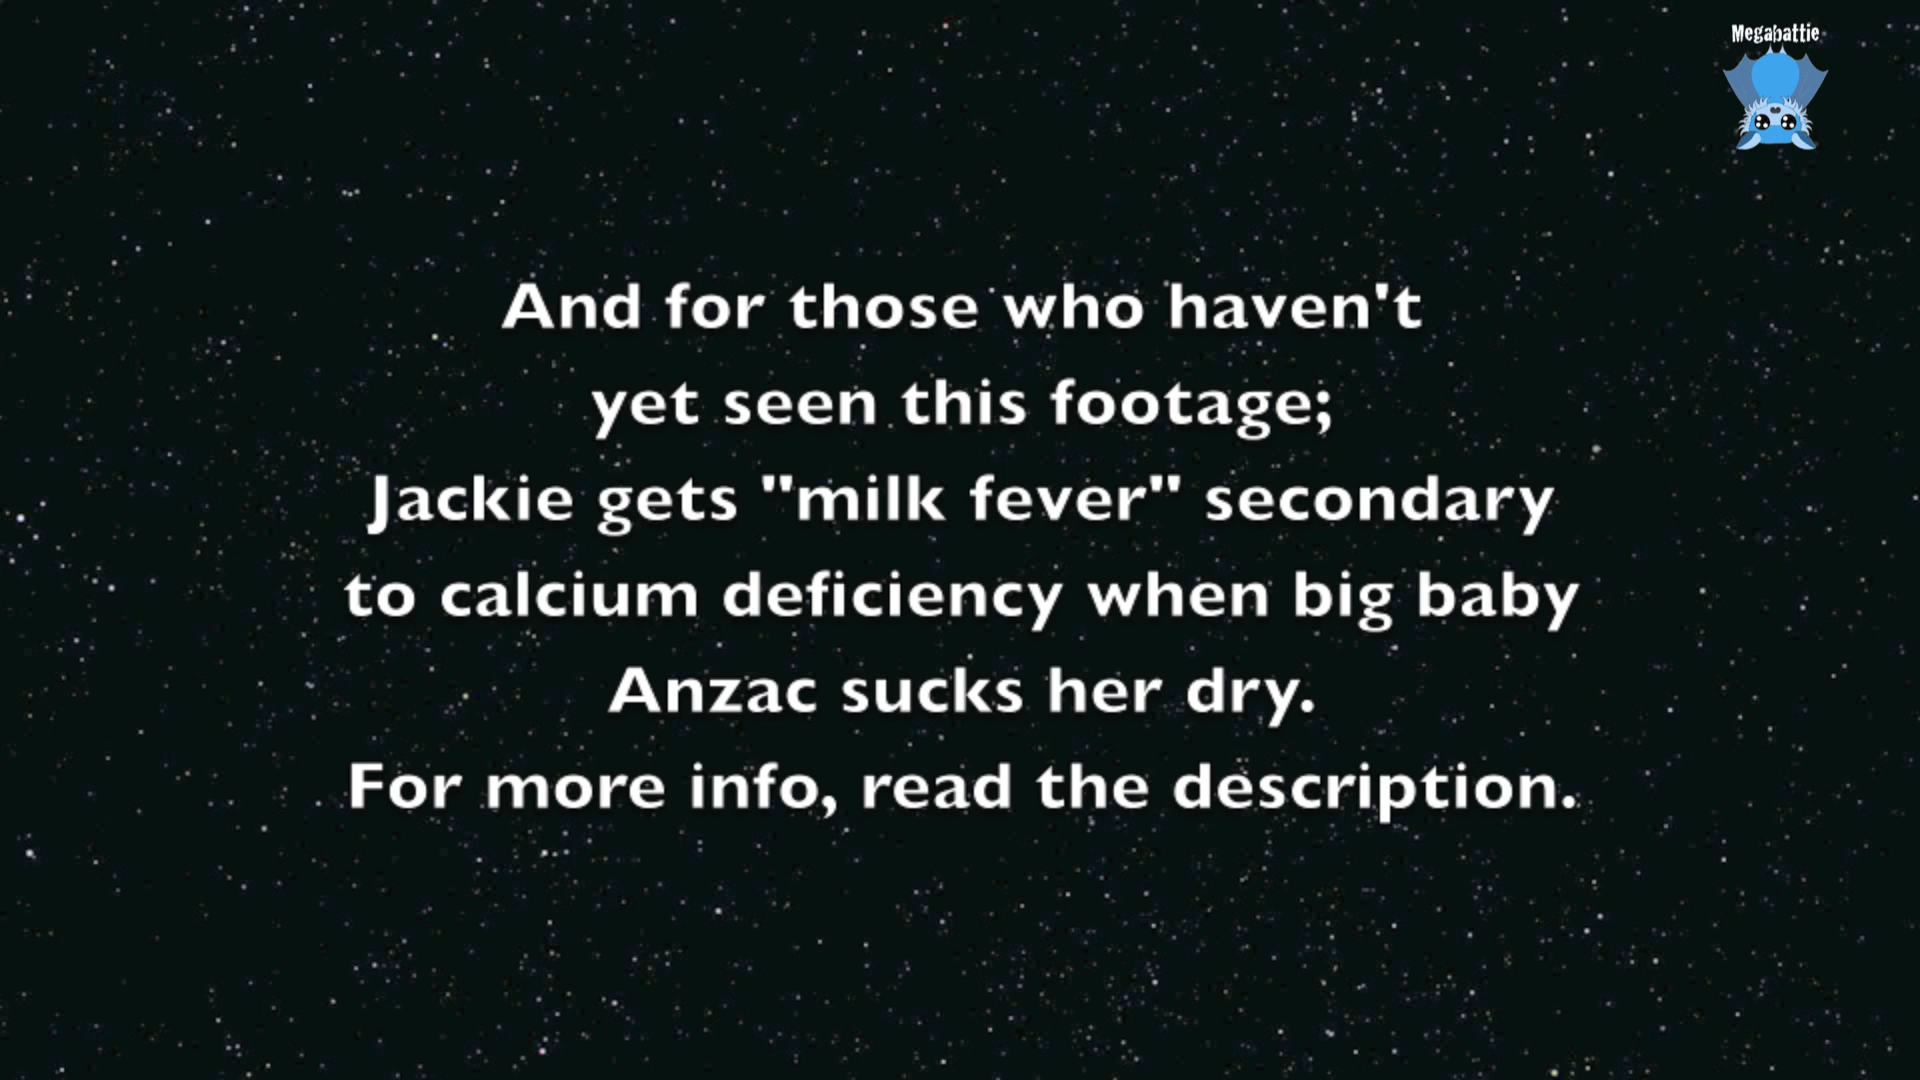 Megabattie
And for those who haven't
yet seen this footage;
Jackie gets "milk fever" secondary
to calcium deficiency when big baby
Anzac sucks her dry.
For more info, read the description.